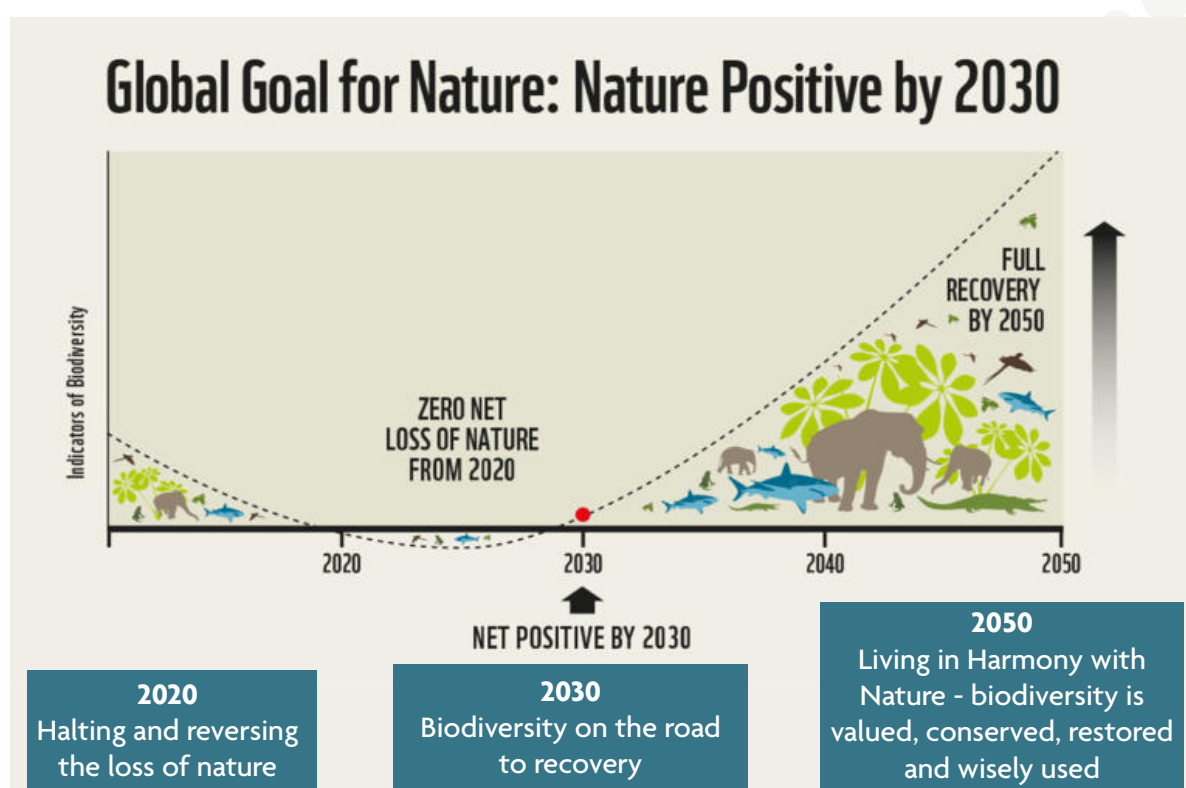 Global Goal for Nature: Nature Positive by 2030
Indicators of Biodiversity
ZERO NET
LOSS OF NATURE
FROM 2020
FULL
RECOVERY
BY 2050
2020
2030
2040
2050
NET POSITIVE BY 2030
2020
Halting and reversing
the loss of nature
2030
Biodiversity on the road
to recovery
2050
Living in Harmony with
Nature - biodiversity is
valued, conserved, restored
and wisely used